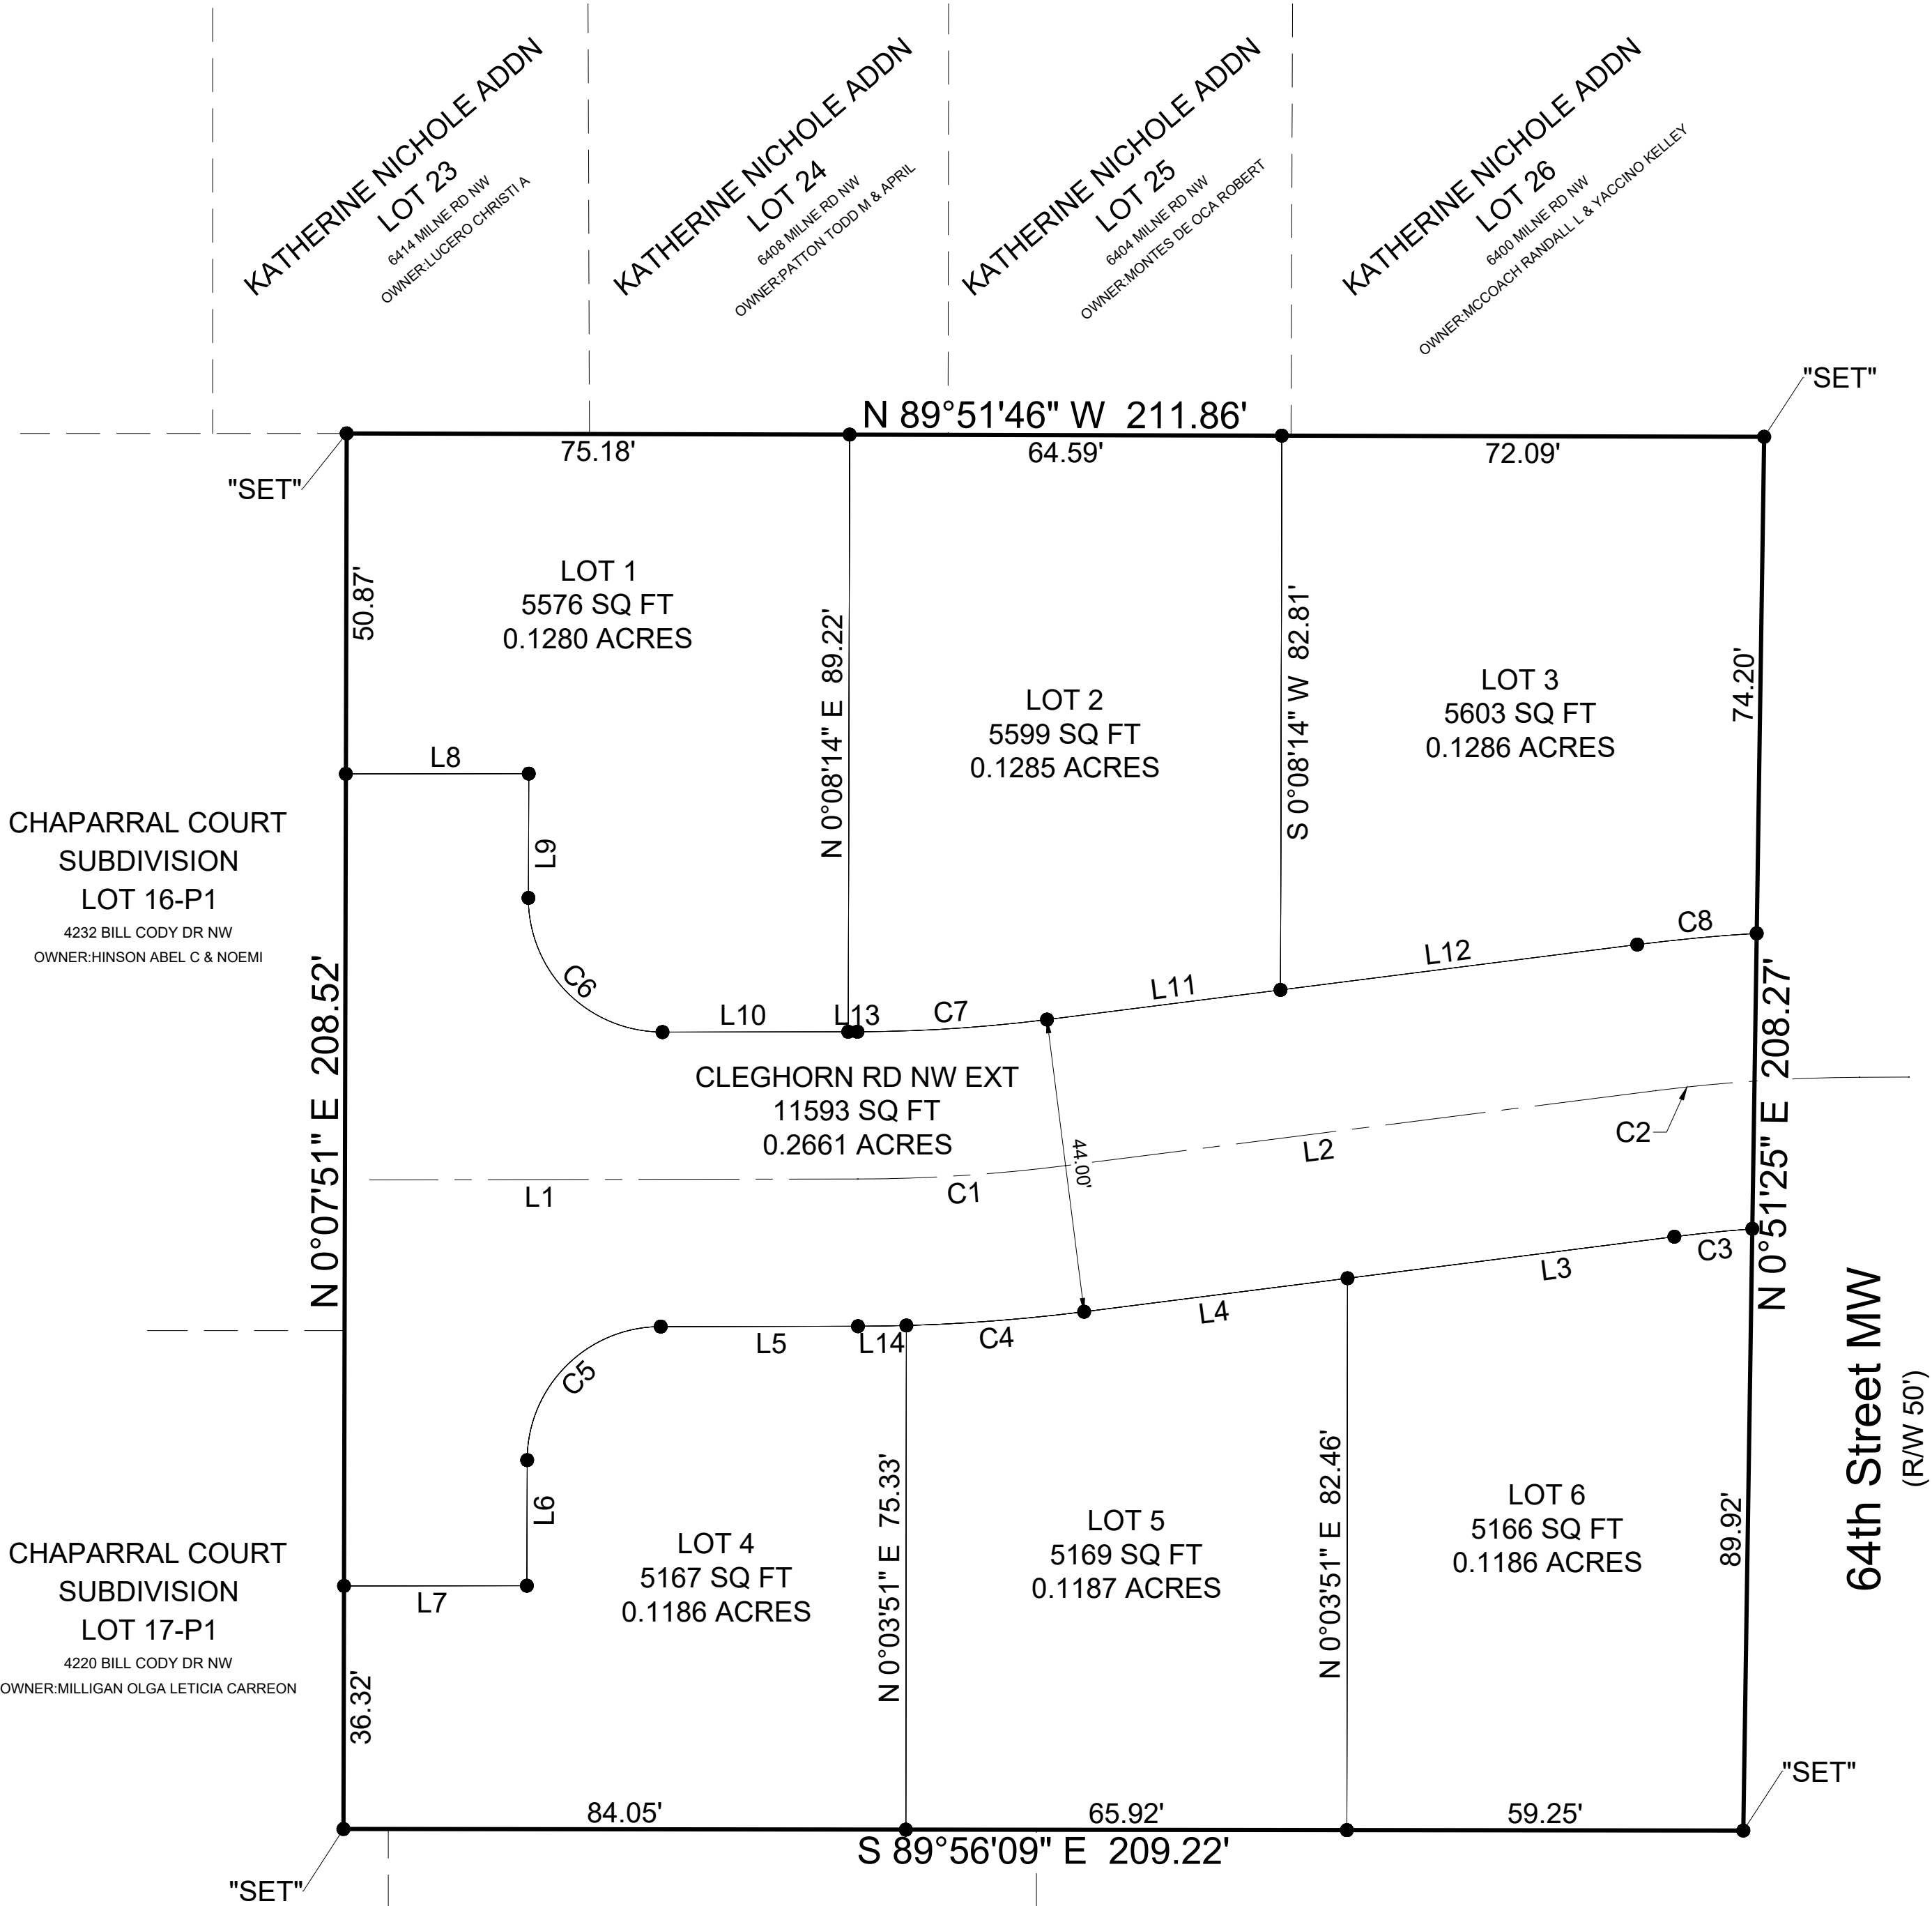 KATHERINE NICHOLE ADDN
LOT 23
6414 MILNE RD NW
OWNER:LUCERO CHRISTI A
KATHERINE NICHOLE ADDN
LOT 24
6408 MILNE RD NW
OWNER:PATTON TODD M & APRIL
KATHERINE NICHOLE ADDN
LOT 25
6404 MILNE RD NW
OWNER:MONTES DE OCA ROBERT
KATHERINE NICHOLE ADDN
LOT 26
6400 MILNE RD NW
OWNER:MCCOACH RANDALL L & YACCINO KELLEY
"SET"
N 89°51'46" W  211.86'
75.18'
64.59'
72.09'
"SET"
50.87'
LOT 1
5576 SQ FT
0.1280 ACRES
N 0°08'14" E  89.22'
LOT 2
5599 SQ FT
0.1285 ACRES
S 0°08'14" W  82.81'
LOT 3
5603 SQ FT
0.1286 ACRES
74.20'
L8
L9
C6
L10
L13
C7
L11
L12
C8
CHAPARRAL COURT
SUBDIVISION
LOT 16-P1
4232 BILL CODY DR NW
OWNER:HINSON ABEL C & NOEMI
N 0°07'51" E  208.52'
CLEGHORN RD NW EXT
11593 SQ FT
0.2661 ACRES
44.00'
L1
C1
L2
C2
N 0°51'25" E  208.27'
L5
L14
C4
L4
L3
C3
C5
L6
L7
64th Street MW
(R/W 50')
CHAPARRAL COURT
SUBDIVISION
LOT 17-P1
4220 BILL CODY DR NW
OWNER:MILLIGAN OLGA LETICIA CARREON
36.32'
LOT 4
5167 SQ FT
0.1186 ACRES
N 0°03'51" E  75.33'
LOT 5
5169 SQ FT
0.1187 ACRES
N 0°03'51" E  82.46'
LOT 6
5166 SQ FT
0.1186 ACRES
89.92'
"SET"
84.05'
65.92'
59.25'
S 89°56'09" E  209.22'
"SET"